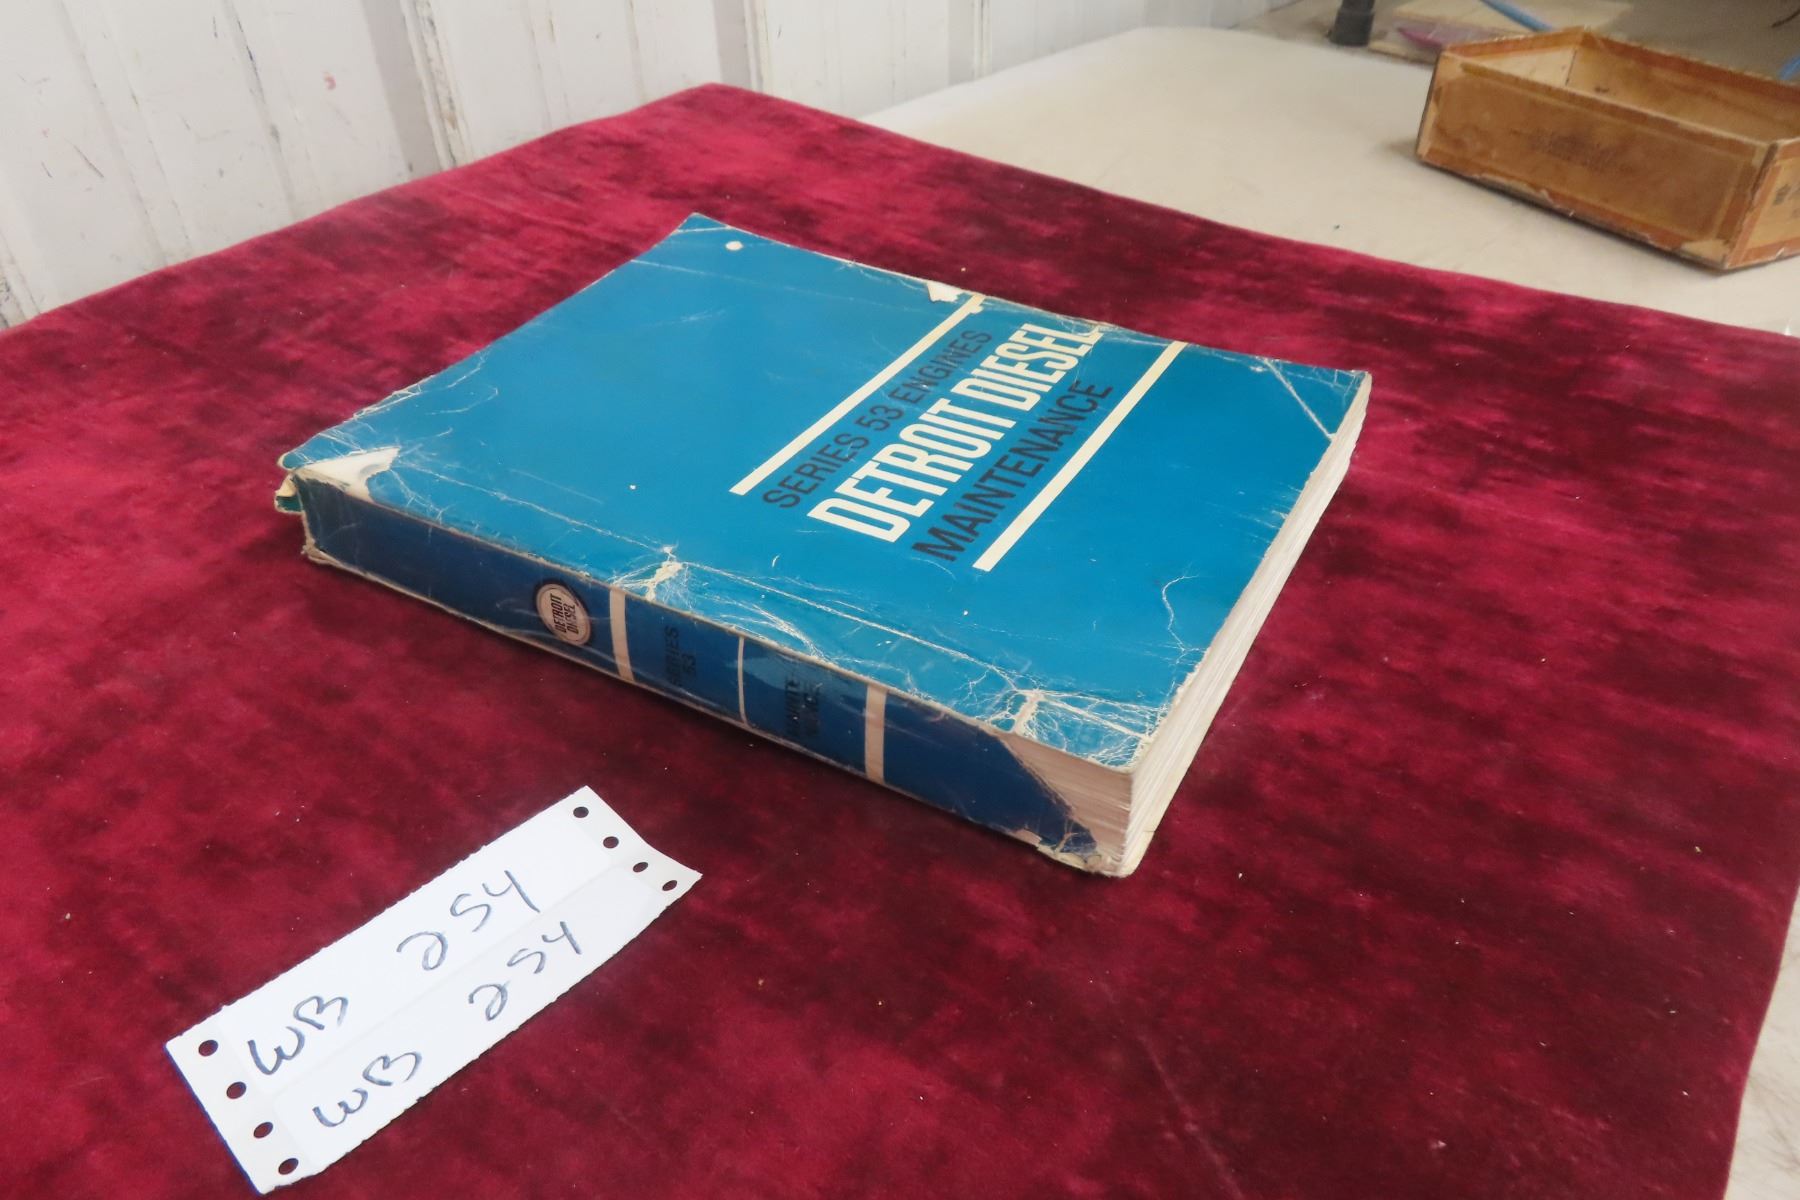 SERIES 53 ENGINES
DETROIT DIESEL
MAINTENANCE
DETROIT
DIESEL
SERIES
53
WB 254
WB 254